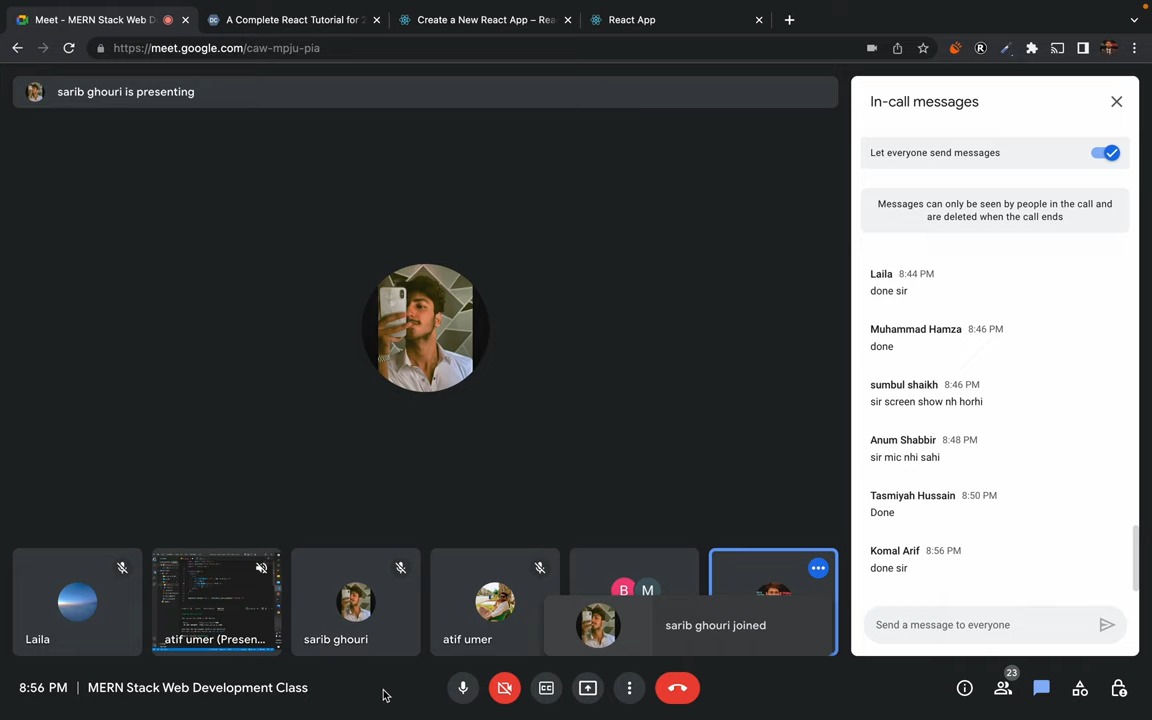 Meet - MERN Stack Web D
A Complete React Tutorial for 2
Create a New React App – Rea
React App
https://meet.google.com/caw-mpju-pia
sarib ghouri is presenting
In-call messages
Let everyone send messages
Messages can only be seen by people in the call and
are deleted when the call ends
Laila 8:44 PM
done sir
Muhammad Hamza 8:46 PM
done
sumbul shaikh 8:46 PM
sir screen show nh horhi
Anum Shabbir 8:48 PM
sir mic nhi sahi
Tasmiyah Hussain 8:50 PM
Done
Komal Arif 8:56 PM
done sir
Send a message to everyone
Laila
atif umer (Presen...
sarib ghouri
atif umer
B M
sarib ghouri joined
8:56 PM | MERN Stack Web Development Class
CC
23